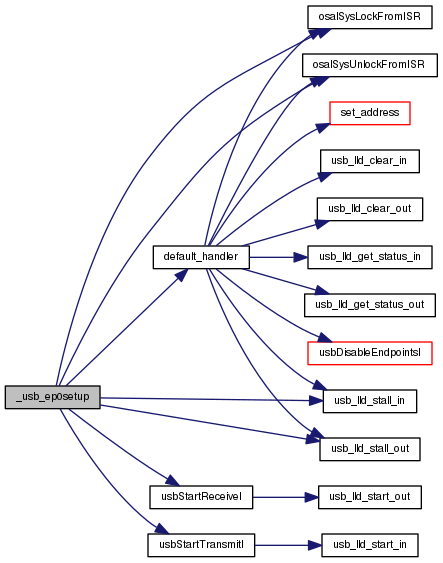 osalSysLockFromISR
osalSysUnlockFromISR
set_address
usb_lld_clear_in
usb_lld_clear_out
default_handler
usb_lld_get_status_in
usb_lld_get_status_out
usbDisableEndpointsI
_usb_ep0setup
usb_lld_stall_in
usb_lld_stall_out
usbStartReceiveI
usb_lld_start_out
usbStartTransmitI
usb_lld_start_in